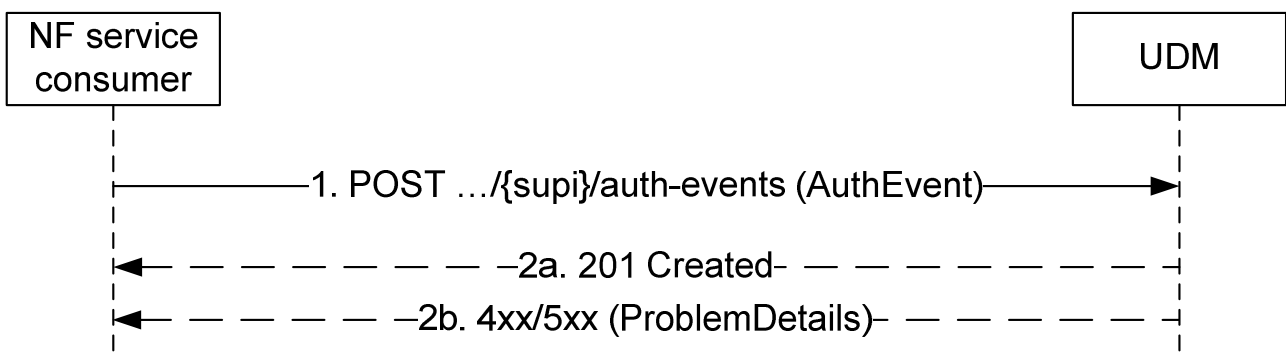 NF service
consumer
UDM
1. POST …/{supi}/auth-events (AuthEvent)
2a. 201 Created
2b. 4xx/5xx (ProblemDetails)